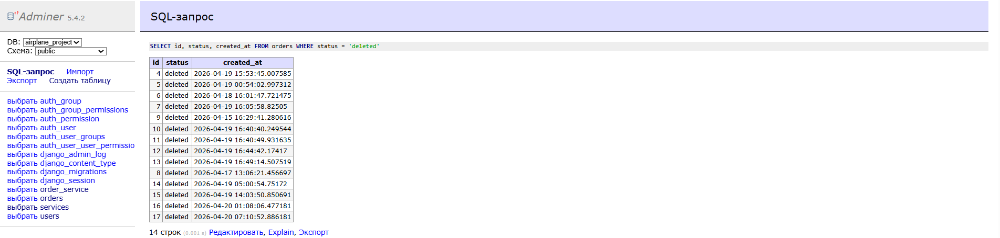 Adminer 5.4.2
DB: airplane_project
Схема: public
SQL-запрос Импорт
Экспорт Создать таблицу
выбрать auth_group
выбрать auth_group_permissions
выбрать auth_permission
выбрать auth_user
выбрать auth_user_groups
выбрать auth_user_user_permissio
выбрать django_admin_log
выбрать django_content_type
выбрать django_migrations
выбрать django_session
выбрать order_service
выбрать orders
выбрать services
выбрать users
SQL-запрос
SELECT id, status, created_at FROM orders WHERE status = 'deleted'
id status created_at
4 deleted 2026-04-19 15:53:45.007585
5 deleted 2026-04-19 00:54:02.997312
6 deleted 2026-04-18 16:01:47.721475
7 deleted 2026-04-19 16:05:58.82505
9 deleted 2026-04-15 16:29:41.280616
10 deleted 2026-04-19 16:40:40.249544
11 deleted 2026-04-19 16:40:49.931635
12 deleted 2026-04-19 16:44:42.17417
13 deleted 2026-04-19 16:49:14.507519
8 deleted 2026-04-17 13:06:21.456697
14 deleted 2026-04-19 05:00:54.75172
15 deleted 2026-04-19 14:03:50.850691
16 deleted 2026-04-20 01:08:06.477181
17 deleted 2026-04-20 07:10:52.886181
14 строк (0.001 s) Редактировать, Explain, Экспорт